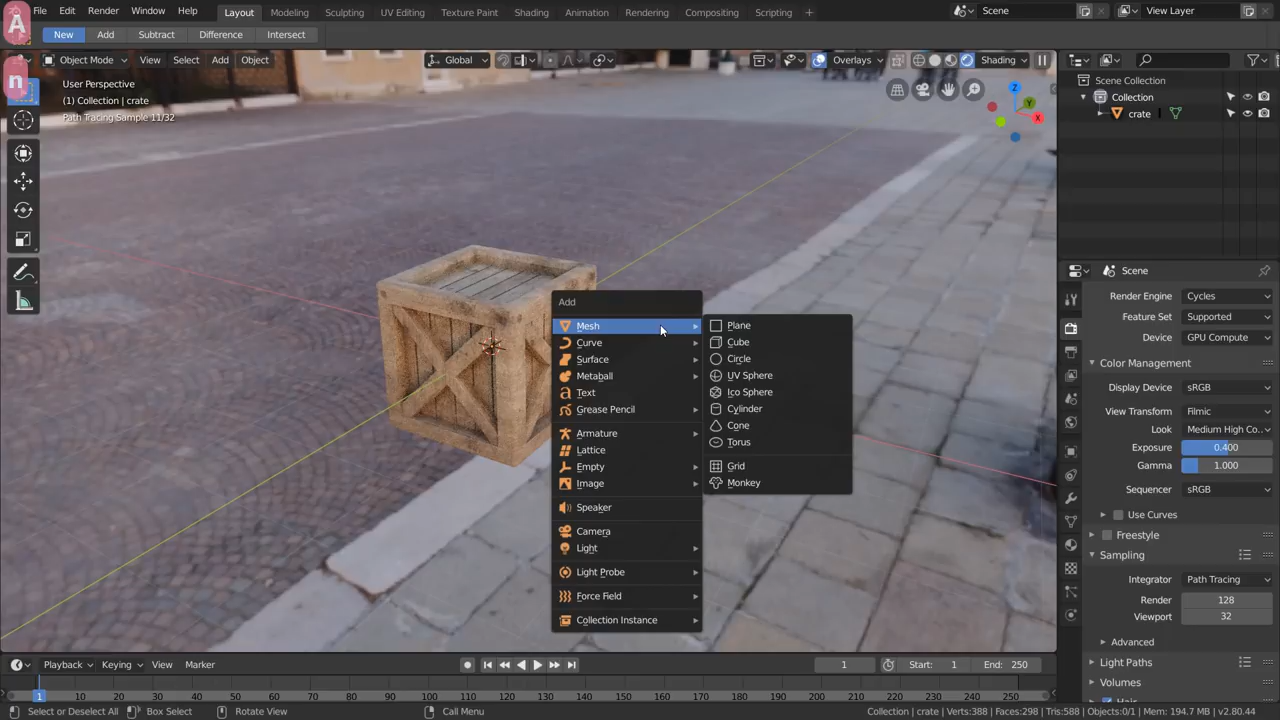 File Edit Render Window Help Layout Modeling Sculpting UV Editing Texture Paint Shading Animation Rendering Compositing Scripting + Scene View Layer
New Add Subtract Difference Intersect
Object Mode View Select Add Object Global Overlays Shading
User Perspective
(1) Collection | crate
Path Tracing Sample 11/32
Z
Y
X
Scene Collection
Collection
crate
Scene
Render Engine Cycles
Feature Set Supported
Device GPU Compute
Color Management
Display Device sRGB
View Transform Filmic
Look Medium High Co...
Exposure 0.400
Gamma 1.000
Sequencer sRGB
Use Curves
Freestyle
Sampling
Integrator Path Tracing
Render 128
Viewport 32
Advanced
Light Paths
Volumes
Add
Mesh
Curve
Surface
Metaball
Text
Grease Pencil
Armature
Lattice
Empty
Image
Speaker
Camera
Light
Light Probe
Force Field
Collection Instance
Plane
Cube
Circle
UV Sphere
Ico Sphere
Cylinder
Cone
Torus
Grid
Monkey
Playback Keying View Marker 1 Start: 1 End: 250
1 10 20 30 40 50 60 70 80 90 100 110 120 130 140 150 160 170 180 190 200 210 220 230 240 250
Select or Deselect All Box Select Rotate View Call Menu Collection | crate | Verts:388 | Faces:298 | Tris:588 | Objects:0/1 | Mem: 194.7 MB | v2.80.44